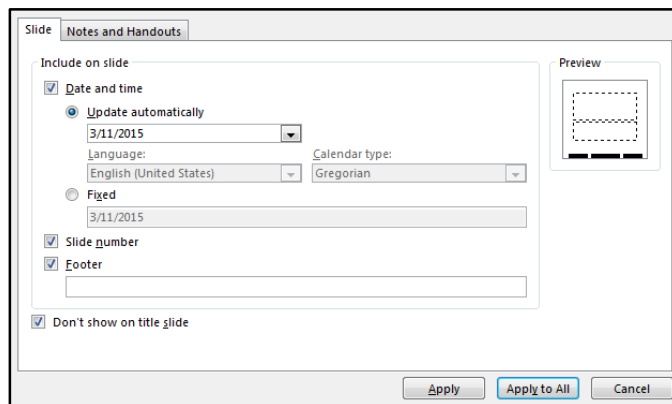 Slide Notes and Handouts
Include on slide
Date and time
Update automatically
3/11/2015
Language: Calendar type:
English (United States) Gregorian
Fixed
3/11/2015
Slide number
Footer
Don't show on title slide
Preview
Apply Apply to All Cancel